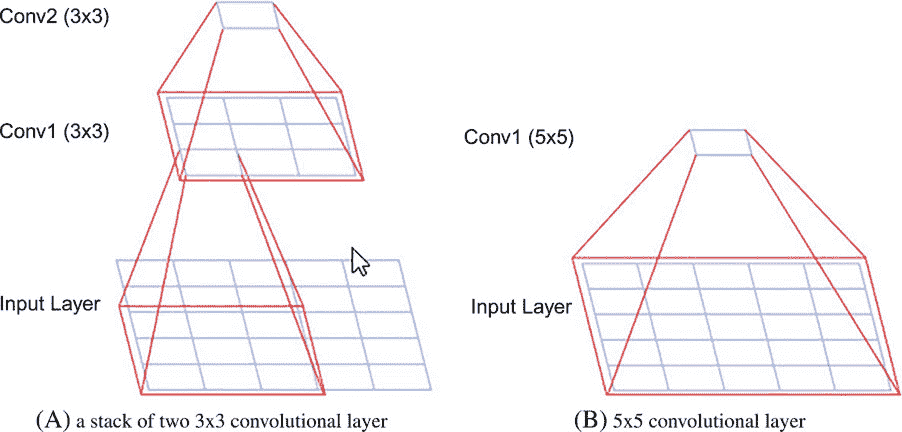 Conv2 (3x3)
Conv1 (3x3)
Input Layer
(A) a stack of two 3x3 convolutional layer
Conv1 (5x5)
Input Layer
(B) 5x5 convolutional layer